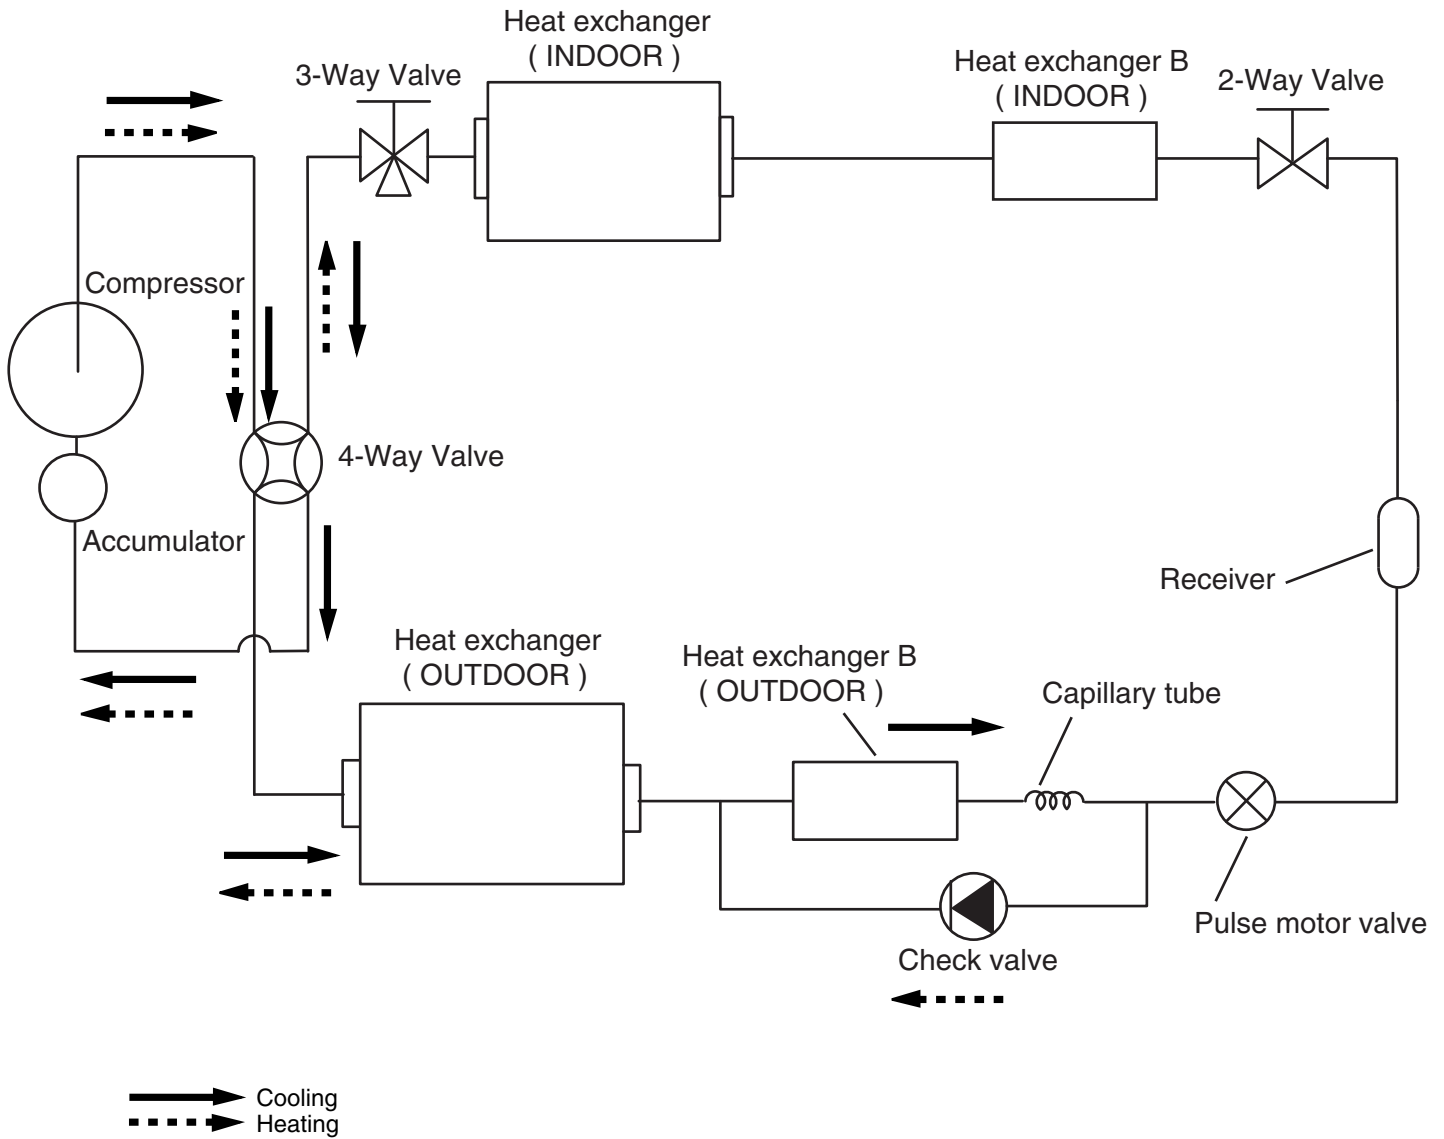 Heat exchanger
( INDOOR )
3-Way Valve
Heat exchanger B
( INDOOR )
2-Way Valve
Compressor
4-Way Valve
Accumulator
Receiver
Heat exchanger
( OUTDOOR )
Heat exchanger B
( OUTDOOR )
Capillary tube
Pulse motor valve
Check valve
Cooling
Heating